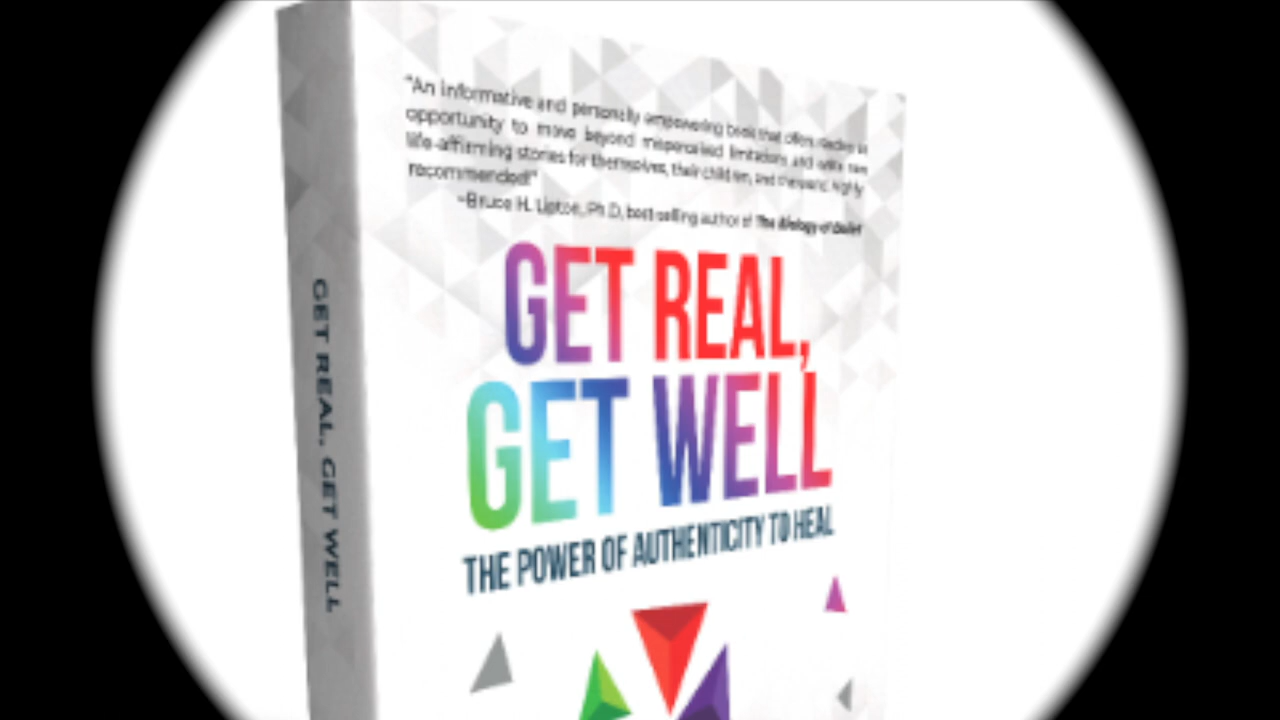 "An informative and personally empowering book that offers readers an
opportunity to move beyond misperceived limitations and write new
life-affirming stories for themselves, their children, and the world. Highly
recommended!"
~Bruce H. Lipton, Ph.D, best-selling author of The Biology of Belief
GET REAL,
GET WELL
THE POWER OF AUTHENTICITY TO HEAL
GET REAL, GET WELL